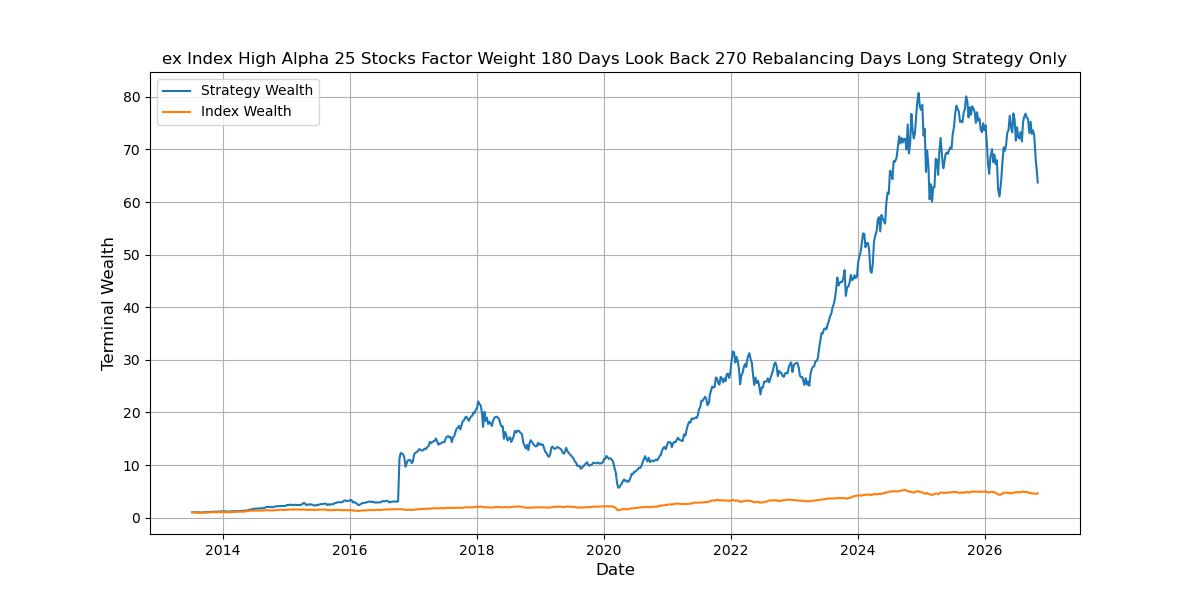 ex Index High Alpha 25 Stocks Factor Weight 180 Days Look Back 270 Rebalancing Days Long Strategy Only
Strategy Wealth
Index Wealth
Terminal Wealth
80
70
60
50
40
30
20
10
0
2014 2016 2018 2020 2022 2024 2026
Date